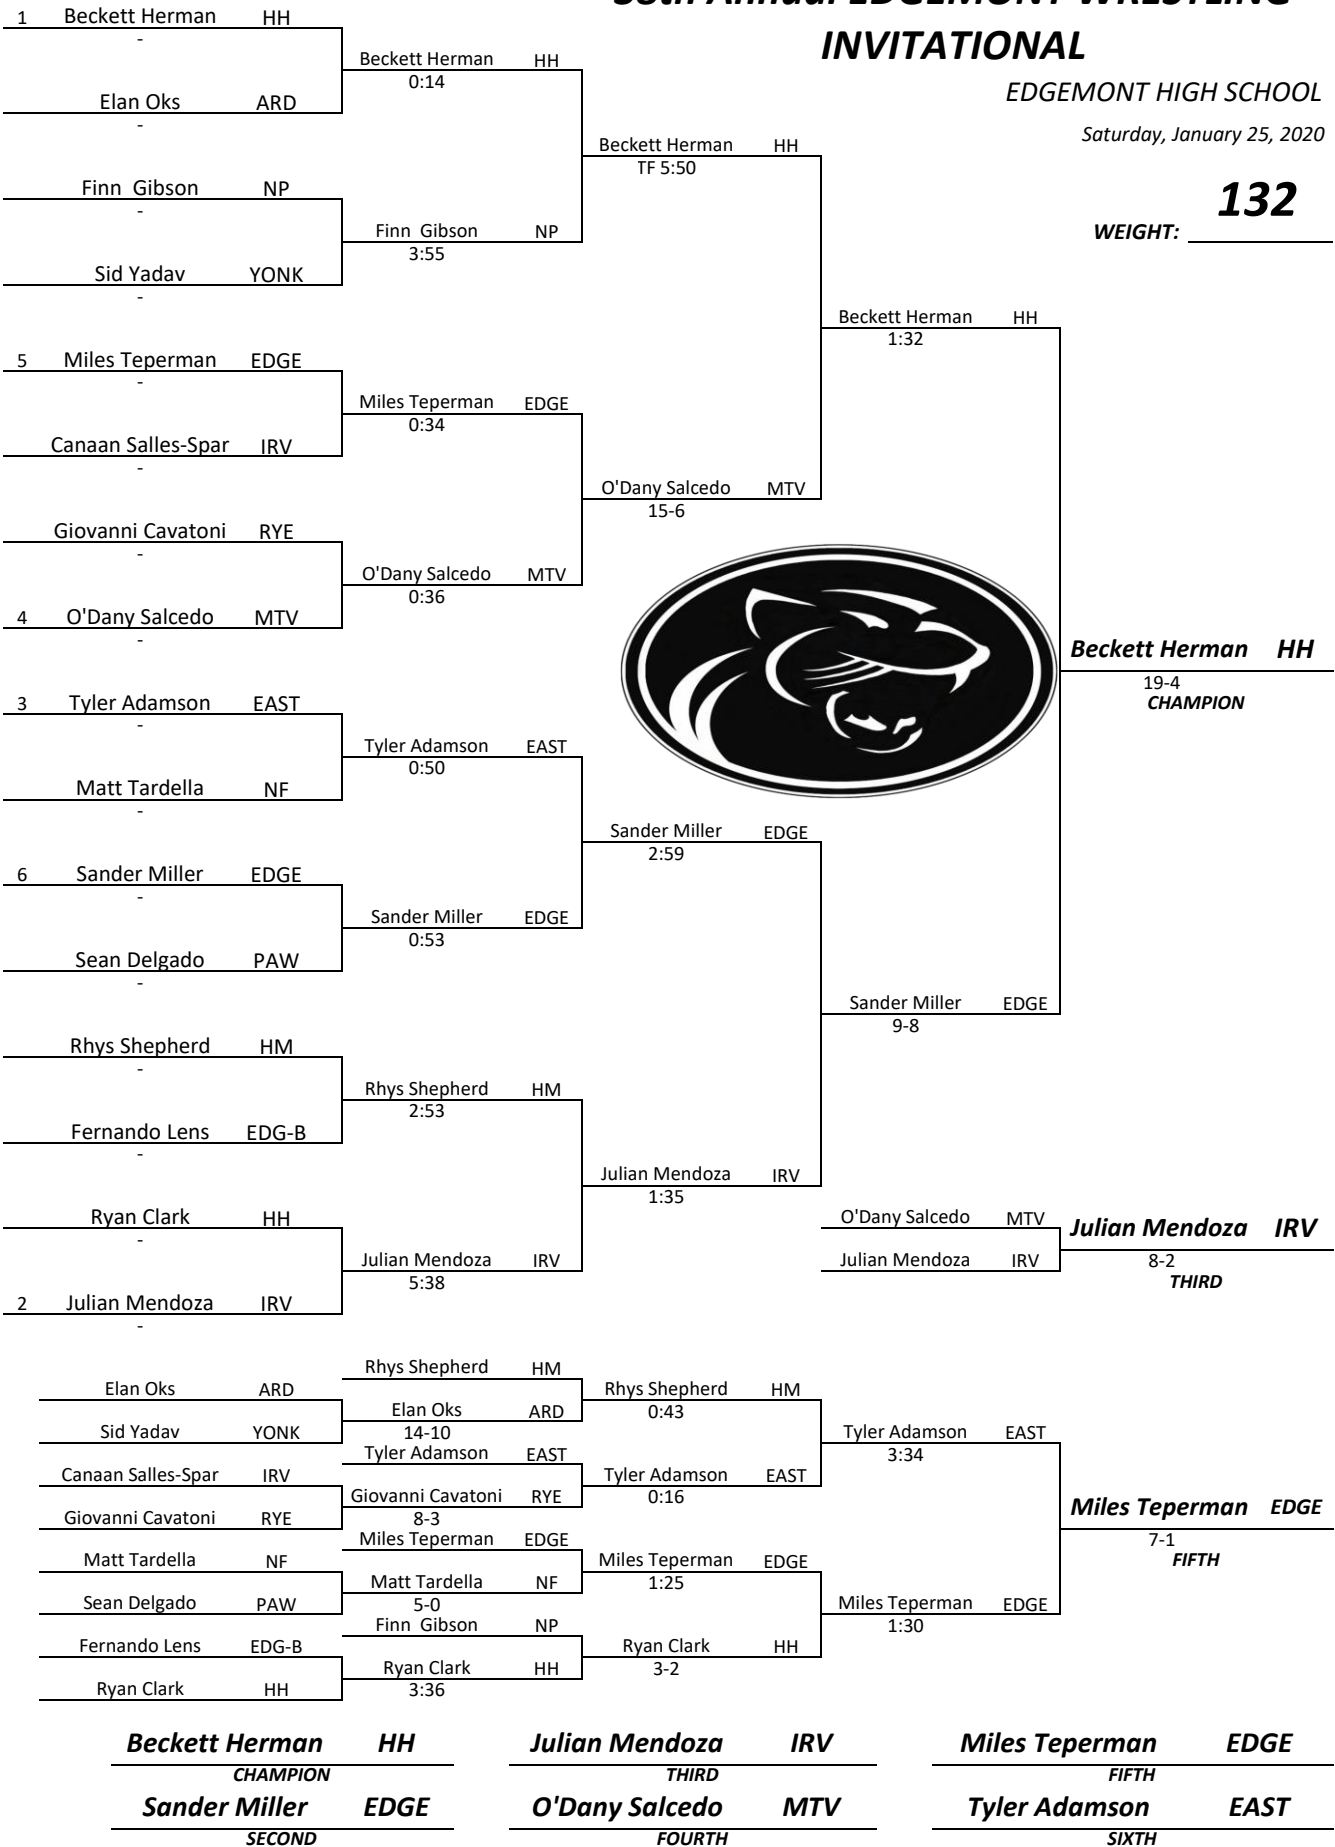 INVITATIONAL
EDGEMONT HIGH SCHOOL
Saturday, January 25, 2020
132
WEIGHT:
1 Beckett Herman HH
-
Elan Oks ARD
-
Finn Gibson NP
-
Sid Yadav YONK
-
5 Miles Teperman EDGE
-
Canaan Salles-Spar IRV
-
Giovanni Cavatoni RYE
-
4 O'Dany Salcedo MTV
-
3 Tyler Adamson EAST
-
Matt Tardella NF
-
6 Sander Miller EDGE
-
Sean Delgado PAW
-
Rhys Shepherd HM
-
Fernando Lens EDG-B
-
Ryan Clark HH
-
2 Julian Mendoza IRV
-
Beckett Herman HH
0:14
Finn Gibson NP
3:55
Miles Teperman EDGE
0:34
O'Dany Salcedo MTV
0:36
Tyler Adamson EAST
0:50
Sander Miller EDGE
0:53
Rhys Shepherd HM
2:53
Julian Mendoza IRV
5:38
Beckett Herman HH
TF 5:50
O'Dany Salcedo MTV
15-6
Sander Miller EDGE
2:59
Julian Mendoza IRV
1:35
Beckett Herman HH
1:32
Sander Miller EDGE
9-8
Beckett Herman HH
19-4
CHAMPION
O'Dany Salcedo MTV
Julian Mendoza IRV
Julian Mendoza IRV
8-2
THIRD
Elan Oks ARD
Sid Yadav YONK
Canaan Salles-Spar IRV
Giovanni Cavatoni RYE
Matt Tardella NF
Sean Delgado PAW
Fernando Lens EDG-B
Ryan Clark HH
Rhys Shepherd HM
Elan Oks ARD
14-10
Tyler Adamson EAST
Giovanni Cavatoni RYE
8-3
Miles Teperman EDGE
Matt Tardella NF
5-0
Finn Gibson NP
Ryan Clark HH
3:36
Rhys Shepherd HM
0:43
Tyler Adamson EAST
0:16
Miles Teperman EDGE
1:25
Ryan Clark HH
3-2
Tyler Adamson EAST
3:34
Miles Teperman EDGE
1:30
Miles Teperman EDGE
7-1
FIFTH
Beckett Herman HH
CHAMPION
Julian Mendoza IRV
THIRD
Miles Teperman EDGE
FIFTH
Sander Miller EDGE
SECOND
O'Dany Salcedo MTV
FOURTH
Tyler Adamson EAST
SIXTH